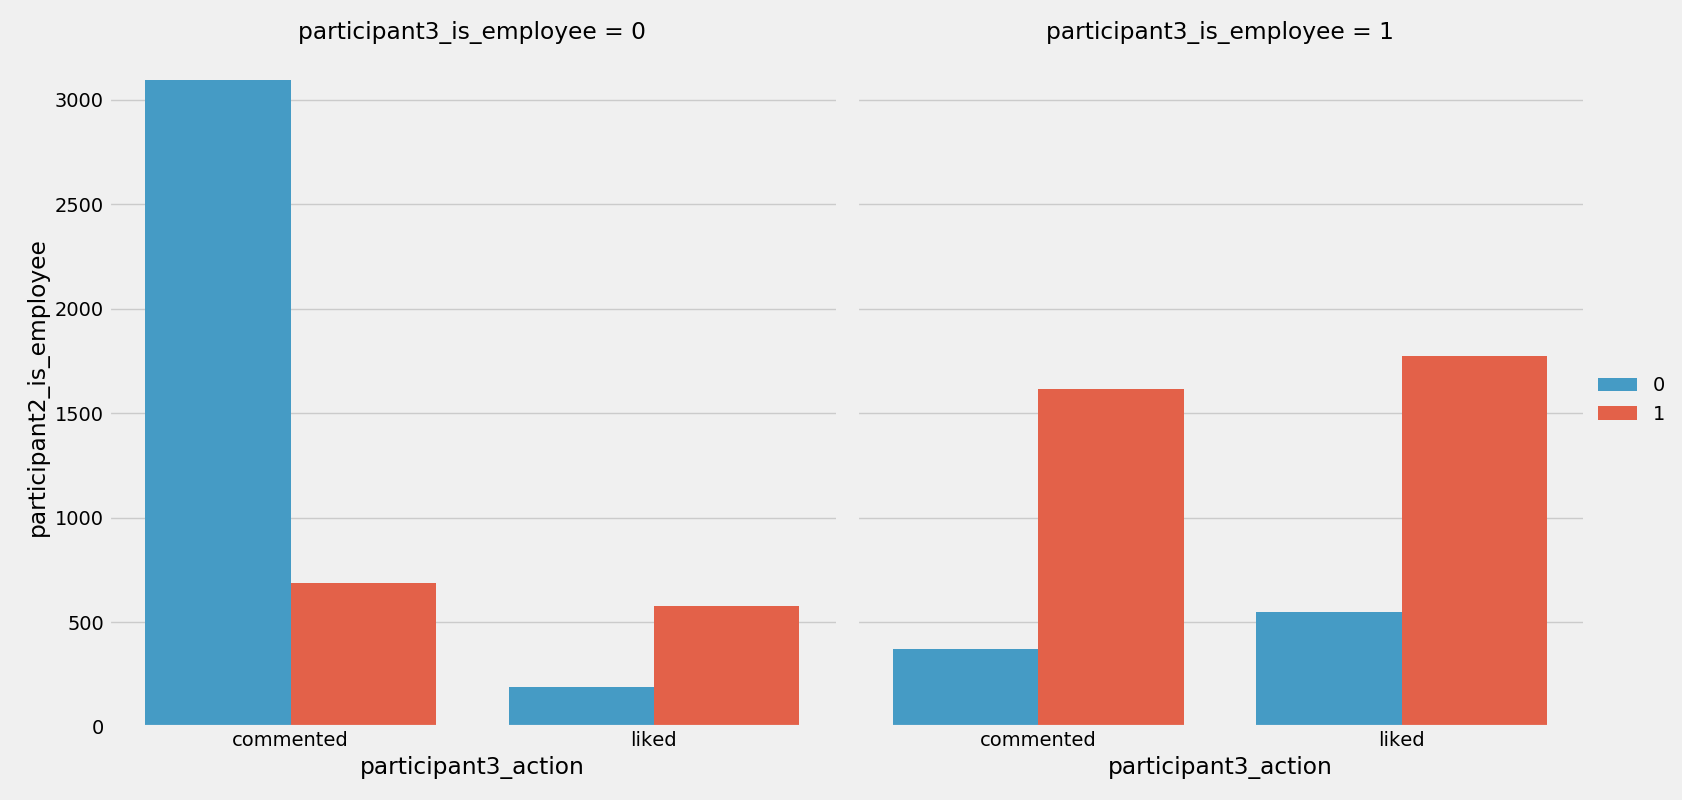 participant3_is_employee = 0
participant3_is_employee = 1
participant2_is_employee
3000
2500
2000
1500
1000
500
0
commented
liked
commented
liked
participant3_action
participant3_action
0
1